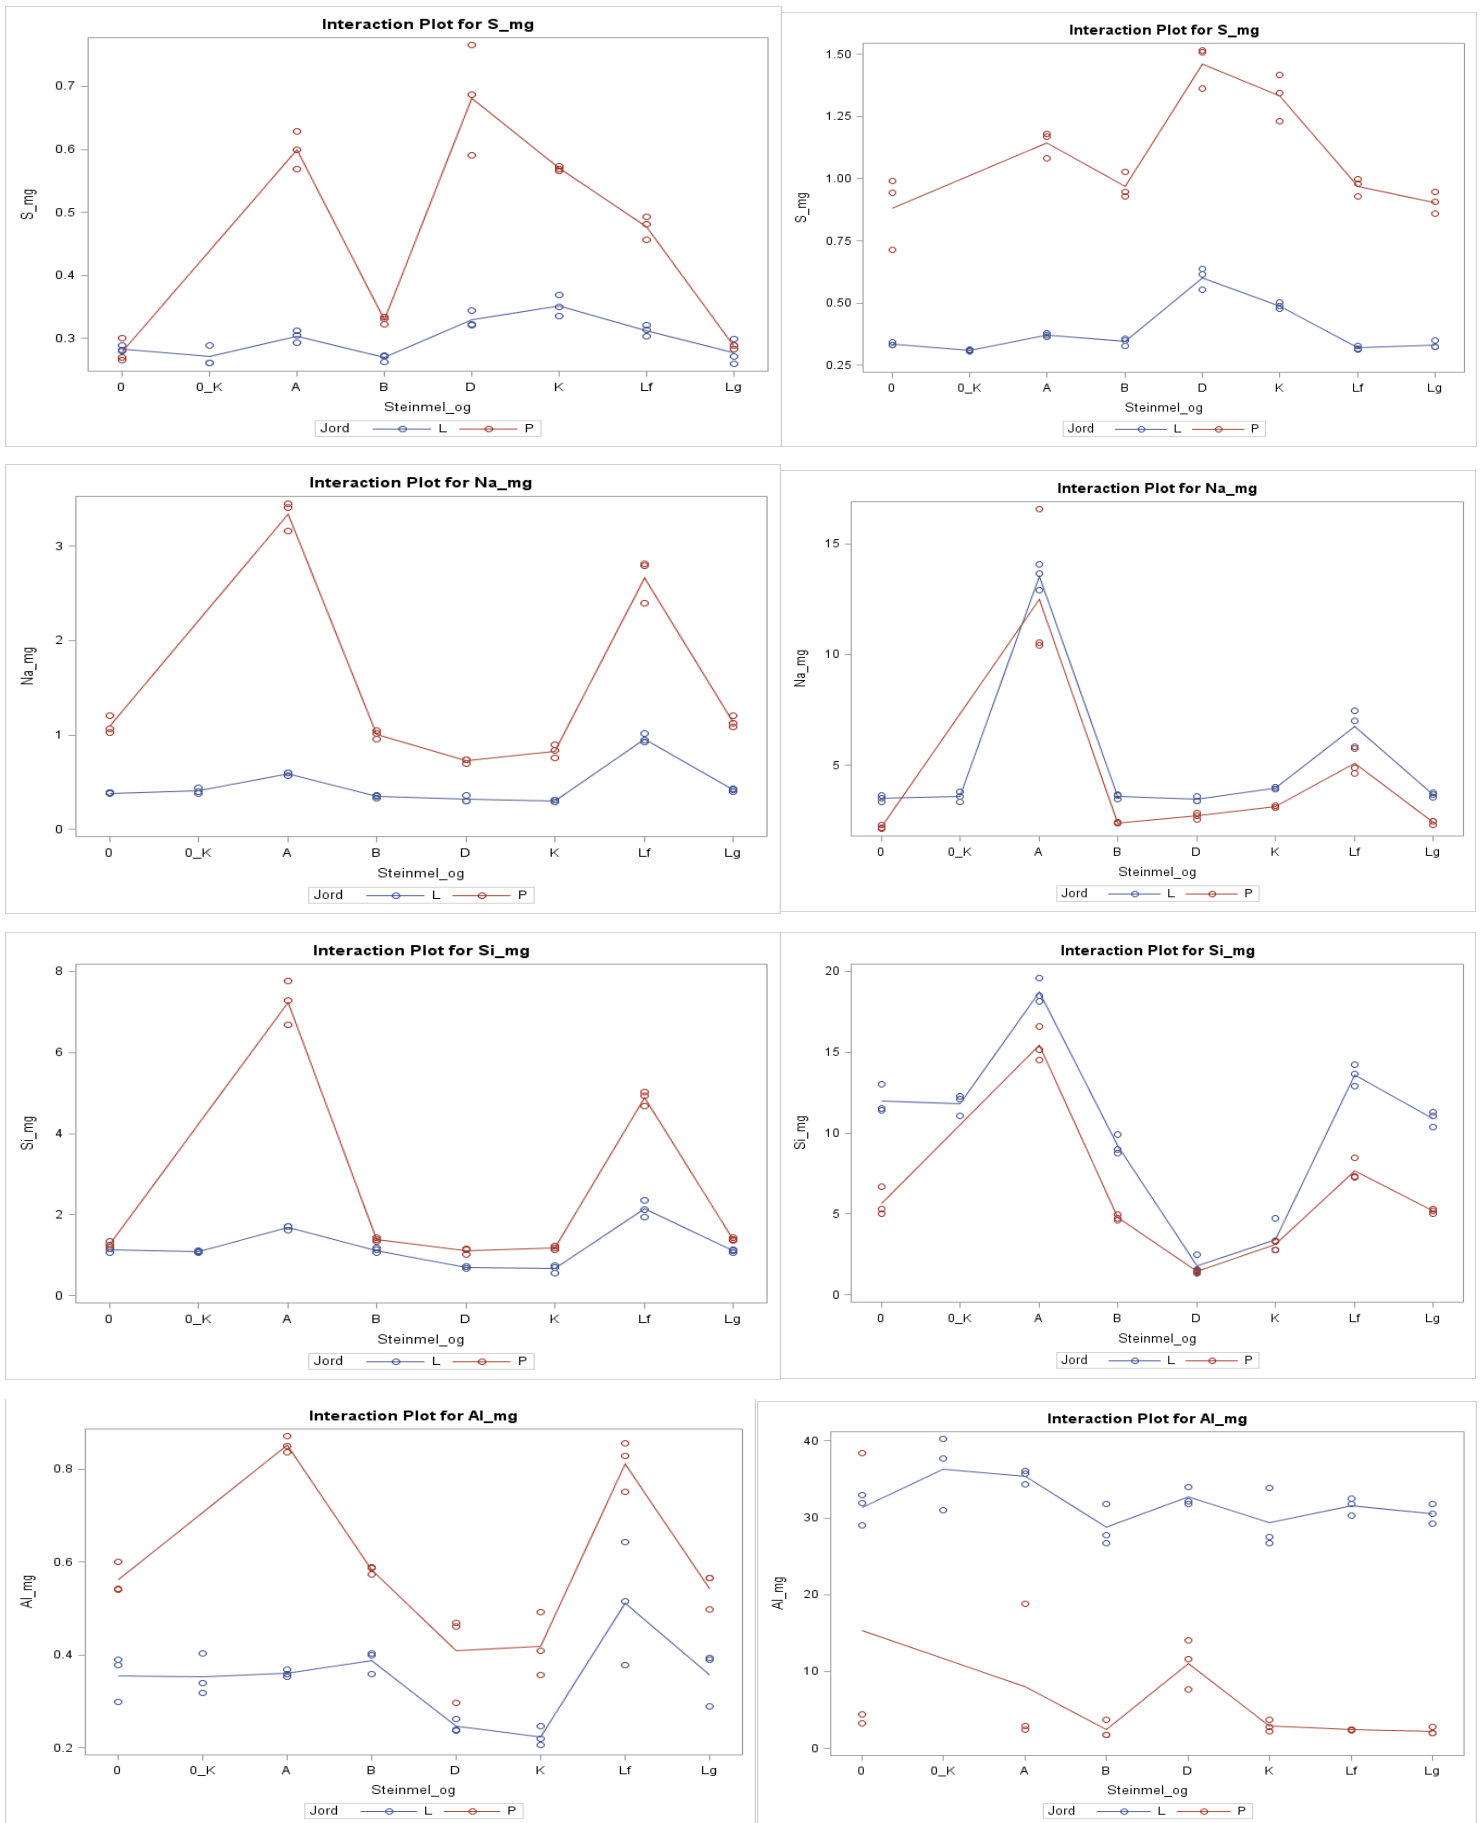 Interaction Plot for S_mg
S_mg
0.7
0.6
0.5
0.4
0.3
0 0_K A B D K Lf Lg
Steinmel_og
Jord L P
Interaction Plot for S_mg
S_mg
1.50
1.25
1.00
0.75
0.50
0.25
0 0_K A B D K Lf Lg
Steinmel_og
Jord L P
Interaction Plot for Na_mg
Na_mg
3
2
1
0
0 0_K A B D K Lf Lg
Steinmel_og
Jord L P
Interaction Plot for Na_mg
Na_mg
15
10
5
0 0_K A B D K Lf Lg
Steinmel_og
Jord L P
Interaction Plot for Si_mg
Si_mg
8
6
4
2
0
0 0_K A B D K Lf Lg
Steinmel_og
Jord L P
Interaction Plot for Si_mg
Si_mg
20
15
10
5
0
0 0_K A B D K Lf Lg
Steinmel_og
Jord L P
Interaction Plot for Al_mg
Al_mg
0.8
0.6
0.4
0.2
0 0_K A B D K Lf Lg
Steinmel_og
Jord L P
Interaction Plot for Al_mg
Al_mg
40
30
20
10
0
0 0_K A B D K Lf Lg
Steinmel_og
Jord L P